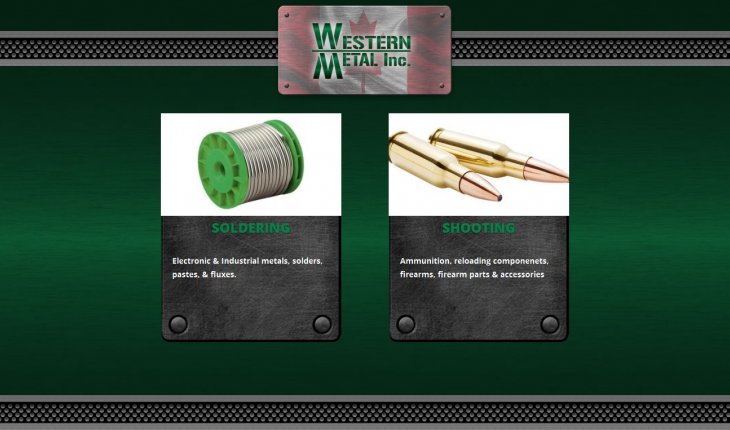 WESTERN
METAL Inc.
SOLDERING
Electronic & Industrial metals, solders,
pastes, & fluxes.
SHOOTING
Ammunition, reloading componenets,
firearms, firearm parts & accessories